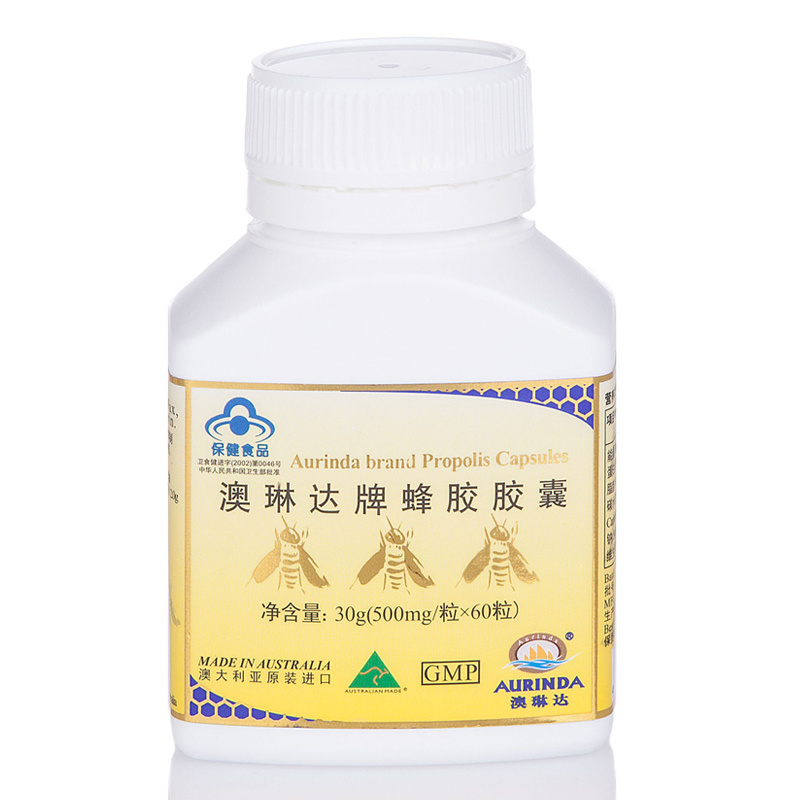 保健食品
卫食健进字(2002)第0046号
中华人民共和国卫生部批准
Aurinda brand Propolis Capsules
澳琳达牌蜂胶胶囊
净含量: 30g(500mg/粒×60粒)
MADE IN AUSTRALIA
澳大利亚原装进口
AUSTRALIAN MADE
GMP
Aurinda
®
AURINDA
澳琳达